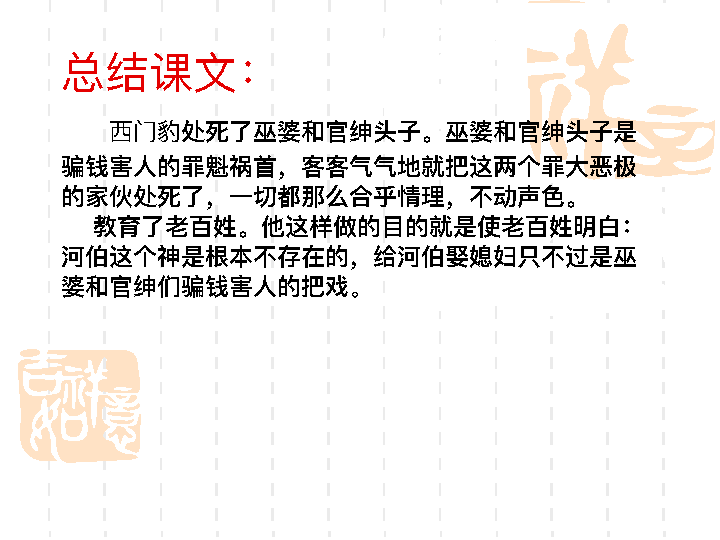 总结课文：
西门豹处死了巫婆和官绅头子。巫婆和官绅头子是
骗钱害人的罪魁祸首，客客气气地就把这两个罪大恶极
的家伙处死了，一切都那么合乎情理，不动声色。
教育了老百姓。他这样做的目的就是使老百姓明白：
河伯这个神是根本不存在的，给河伯娶媳妇只不过是巫
婆和官绅们骗钱害人的把戏。
吉祥
如意